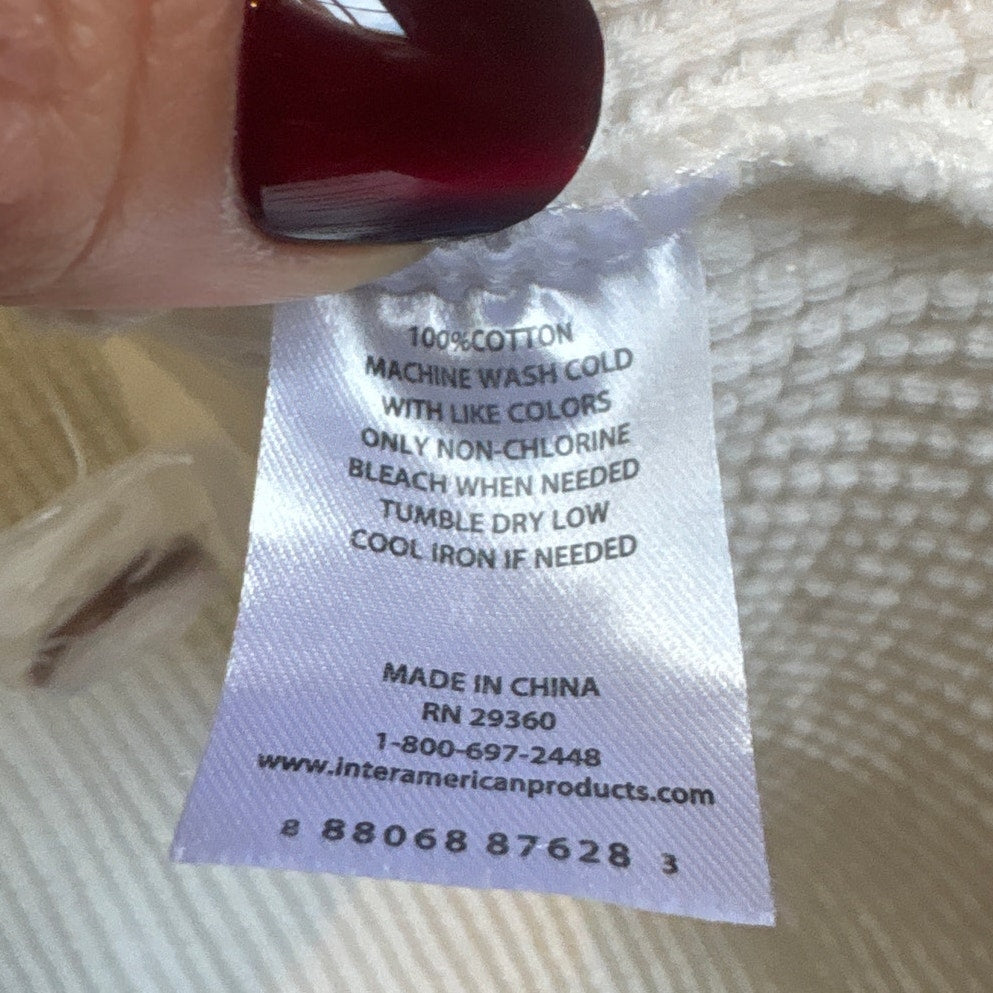 100%COTTON
MACHINE WASH COLD
WITH LIKE COLORS
ONLY NON-CHLORINE
BLEACH WHEN NEEDED
TUMBLE DRY LOW
COOL IRON IF NEEDED
MADE IN CHINA
RN 29360
1-800-697-2448
www.interamericanproducts.com
8 88068 87628 3